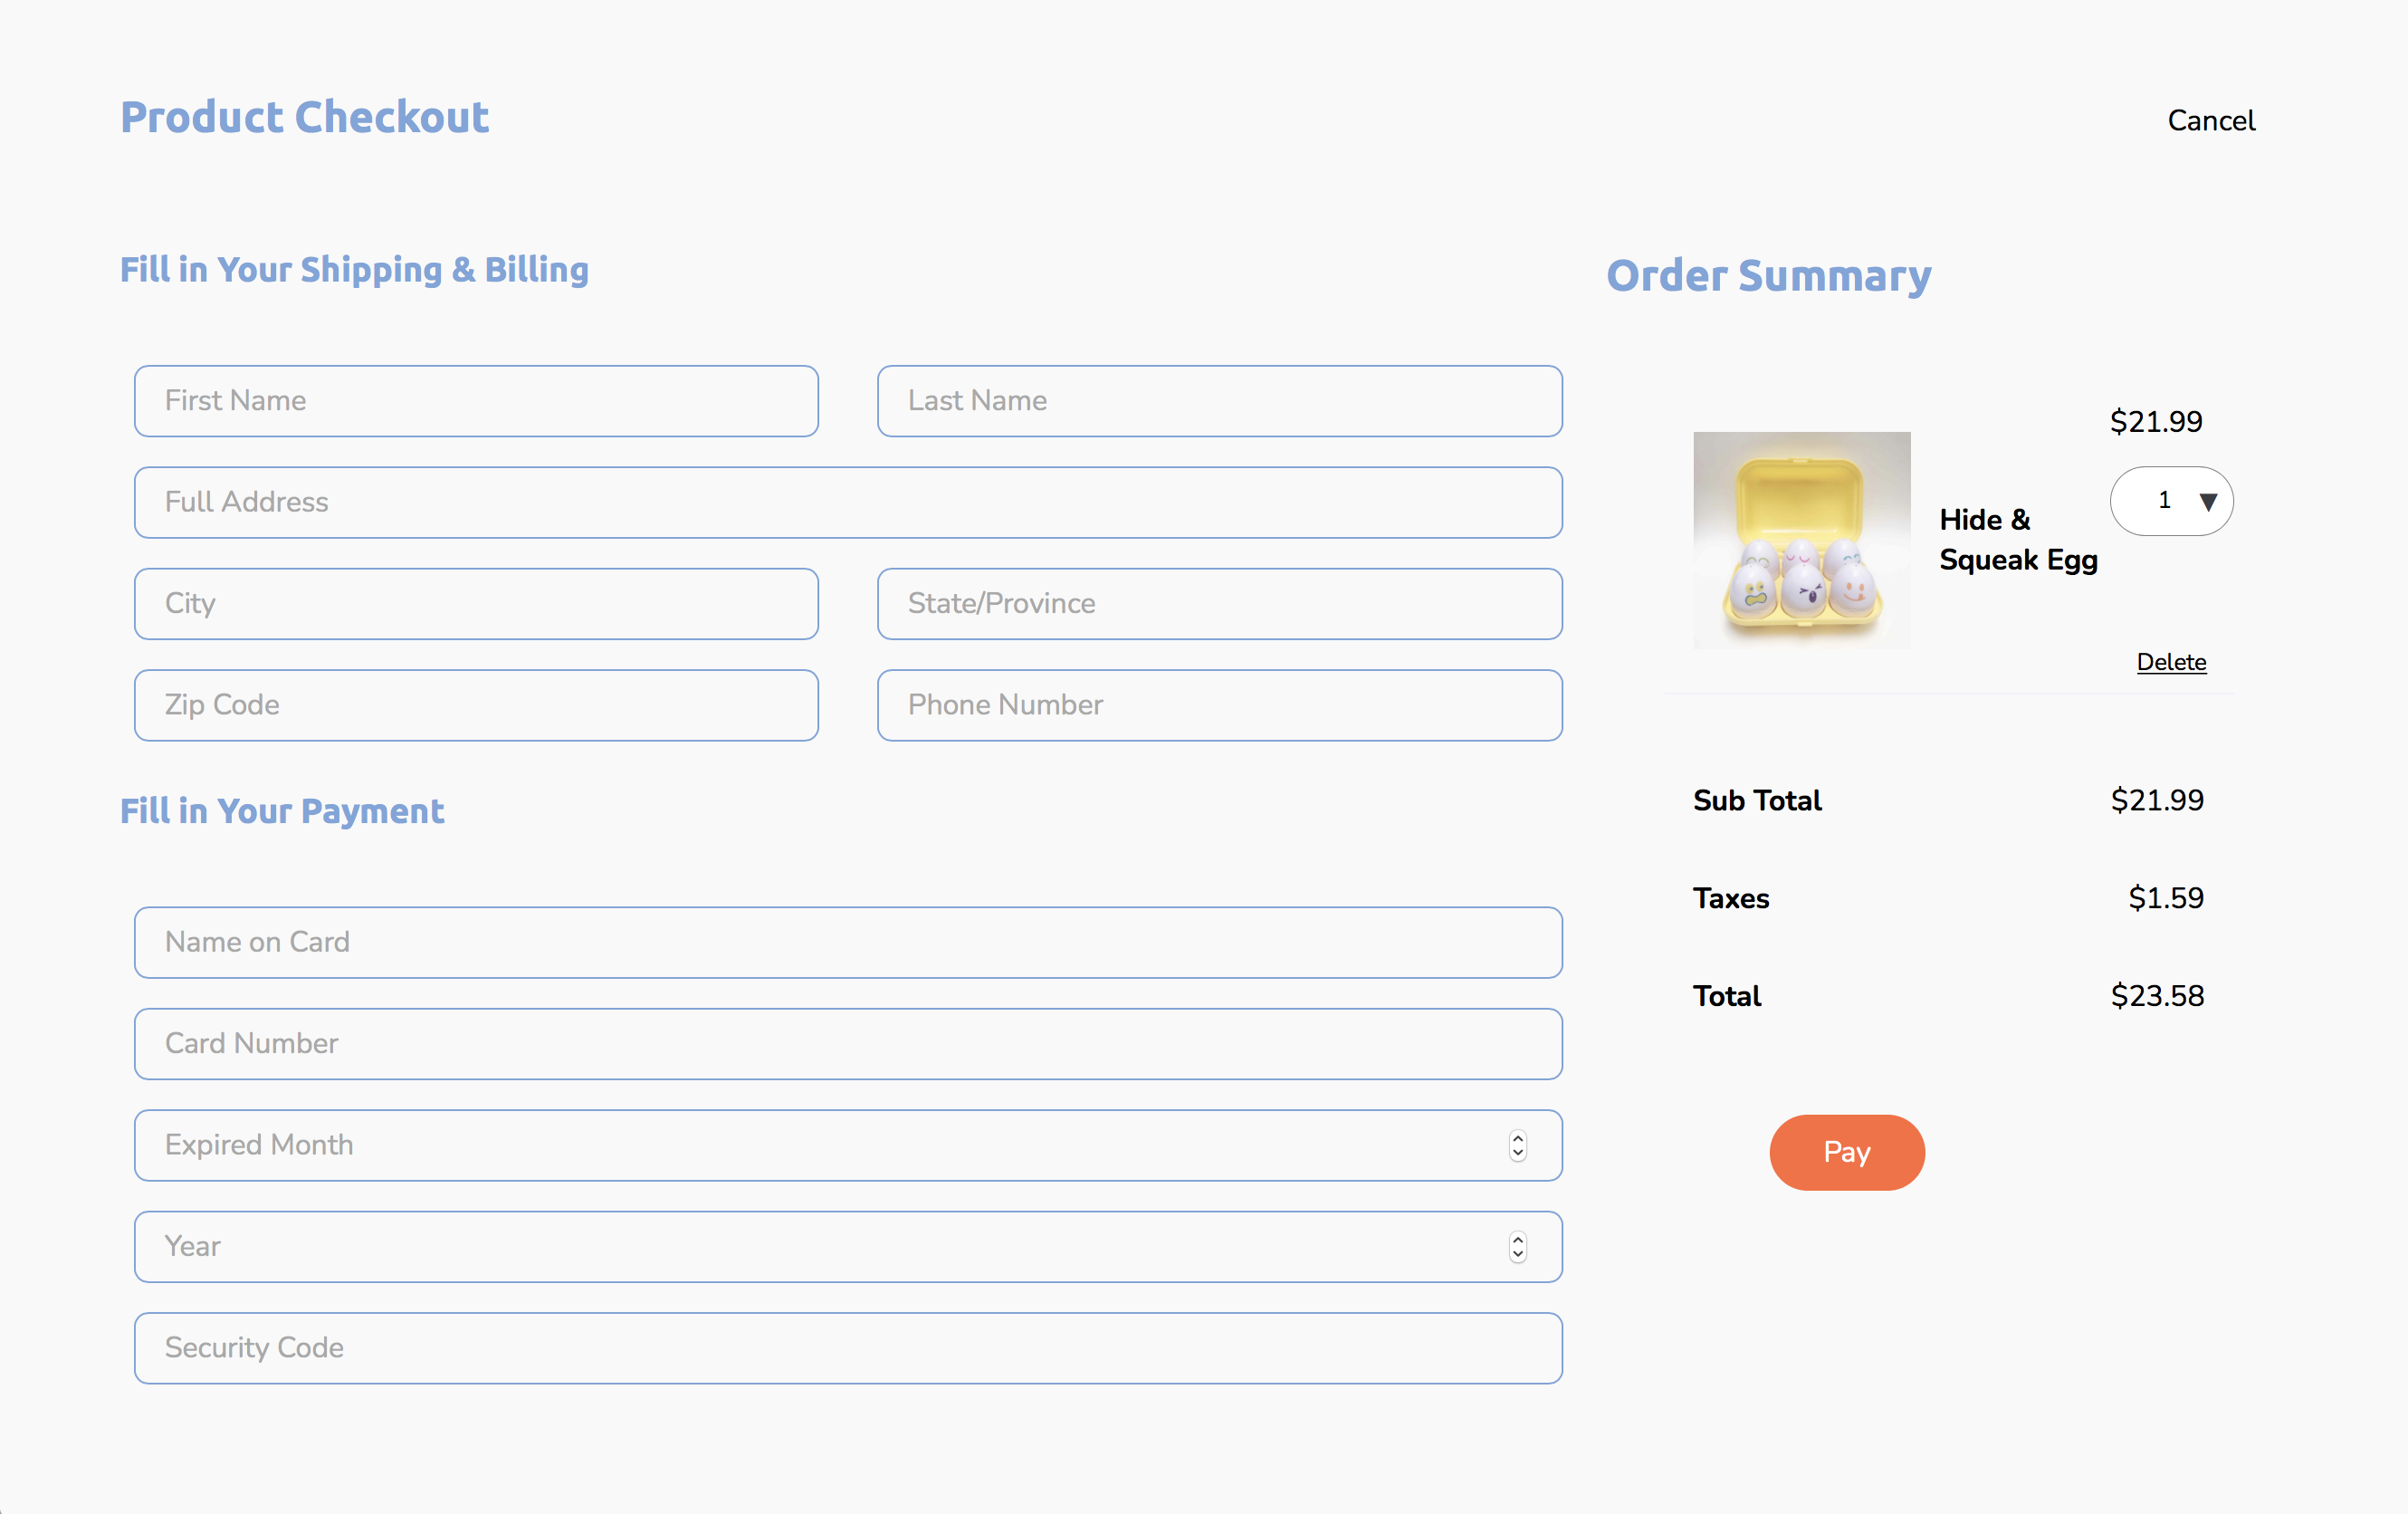 Product Checkout
Cancel
Fill in Your Shipping & Billing
First Name
Last Name
Full Address
City
State/Province
Zip Code
Phone Number
Fill in Your Payment
Name on Card
Card Number
Expired Month
Year
Security Code
Order Summary
$21.99
1
Hide &
Squeak Egg
Delete
Sub Total $21.99
Taxes $1.59
Total $23.58
Pay